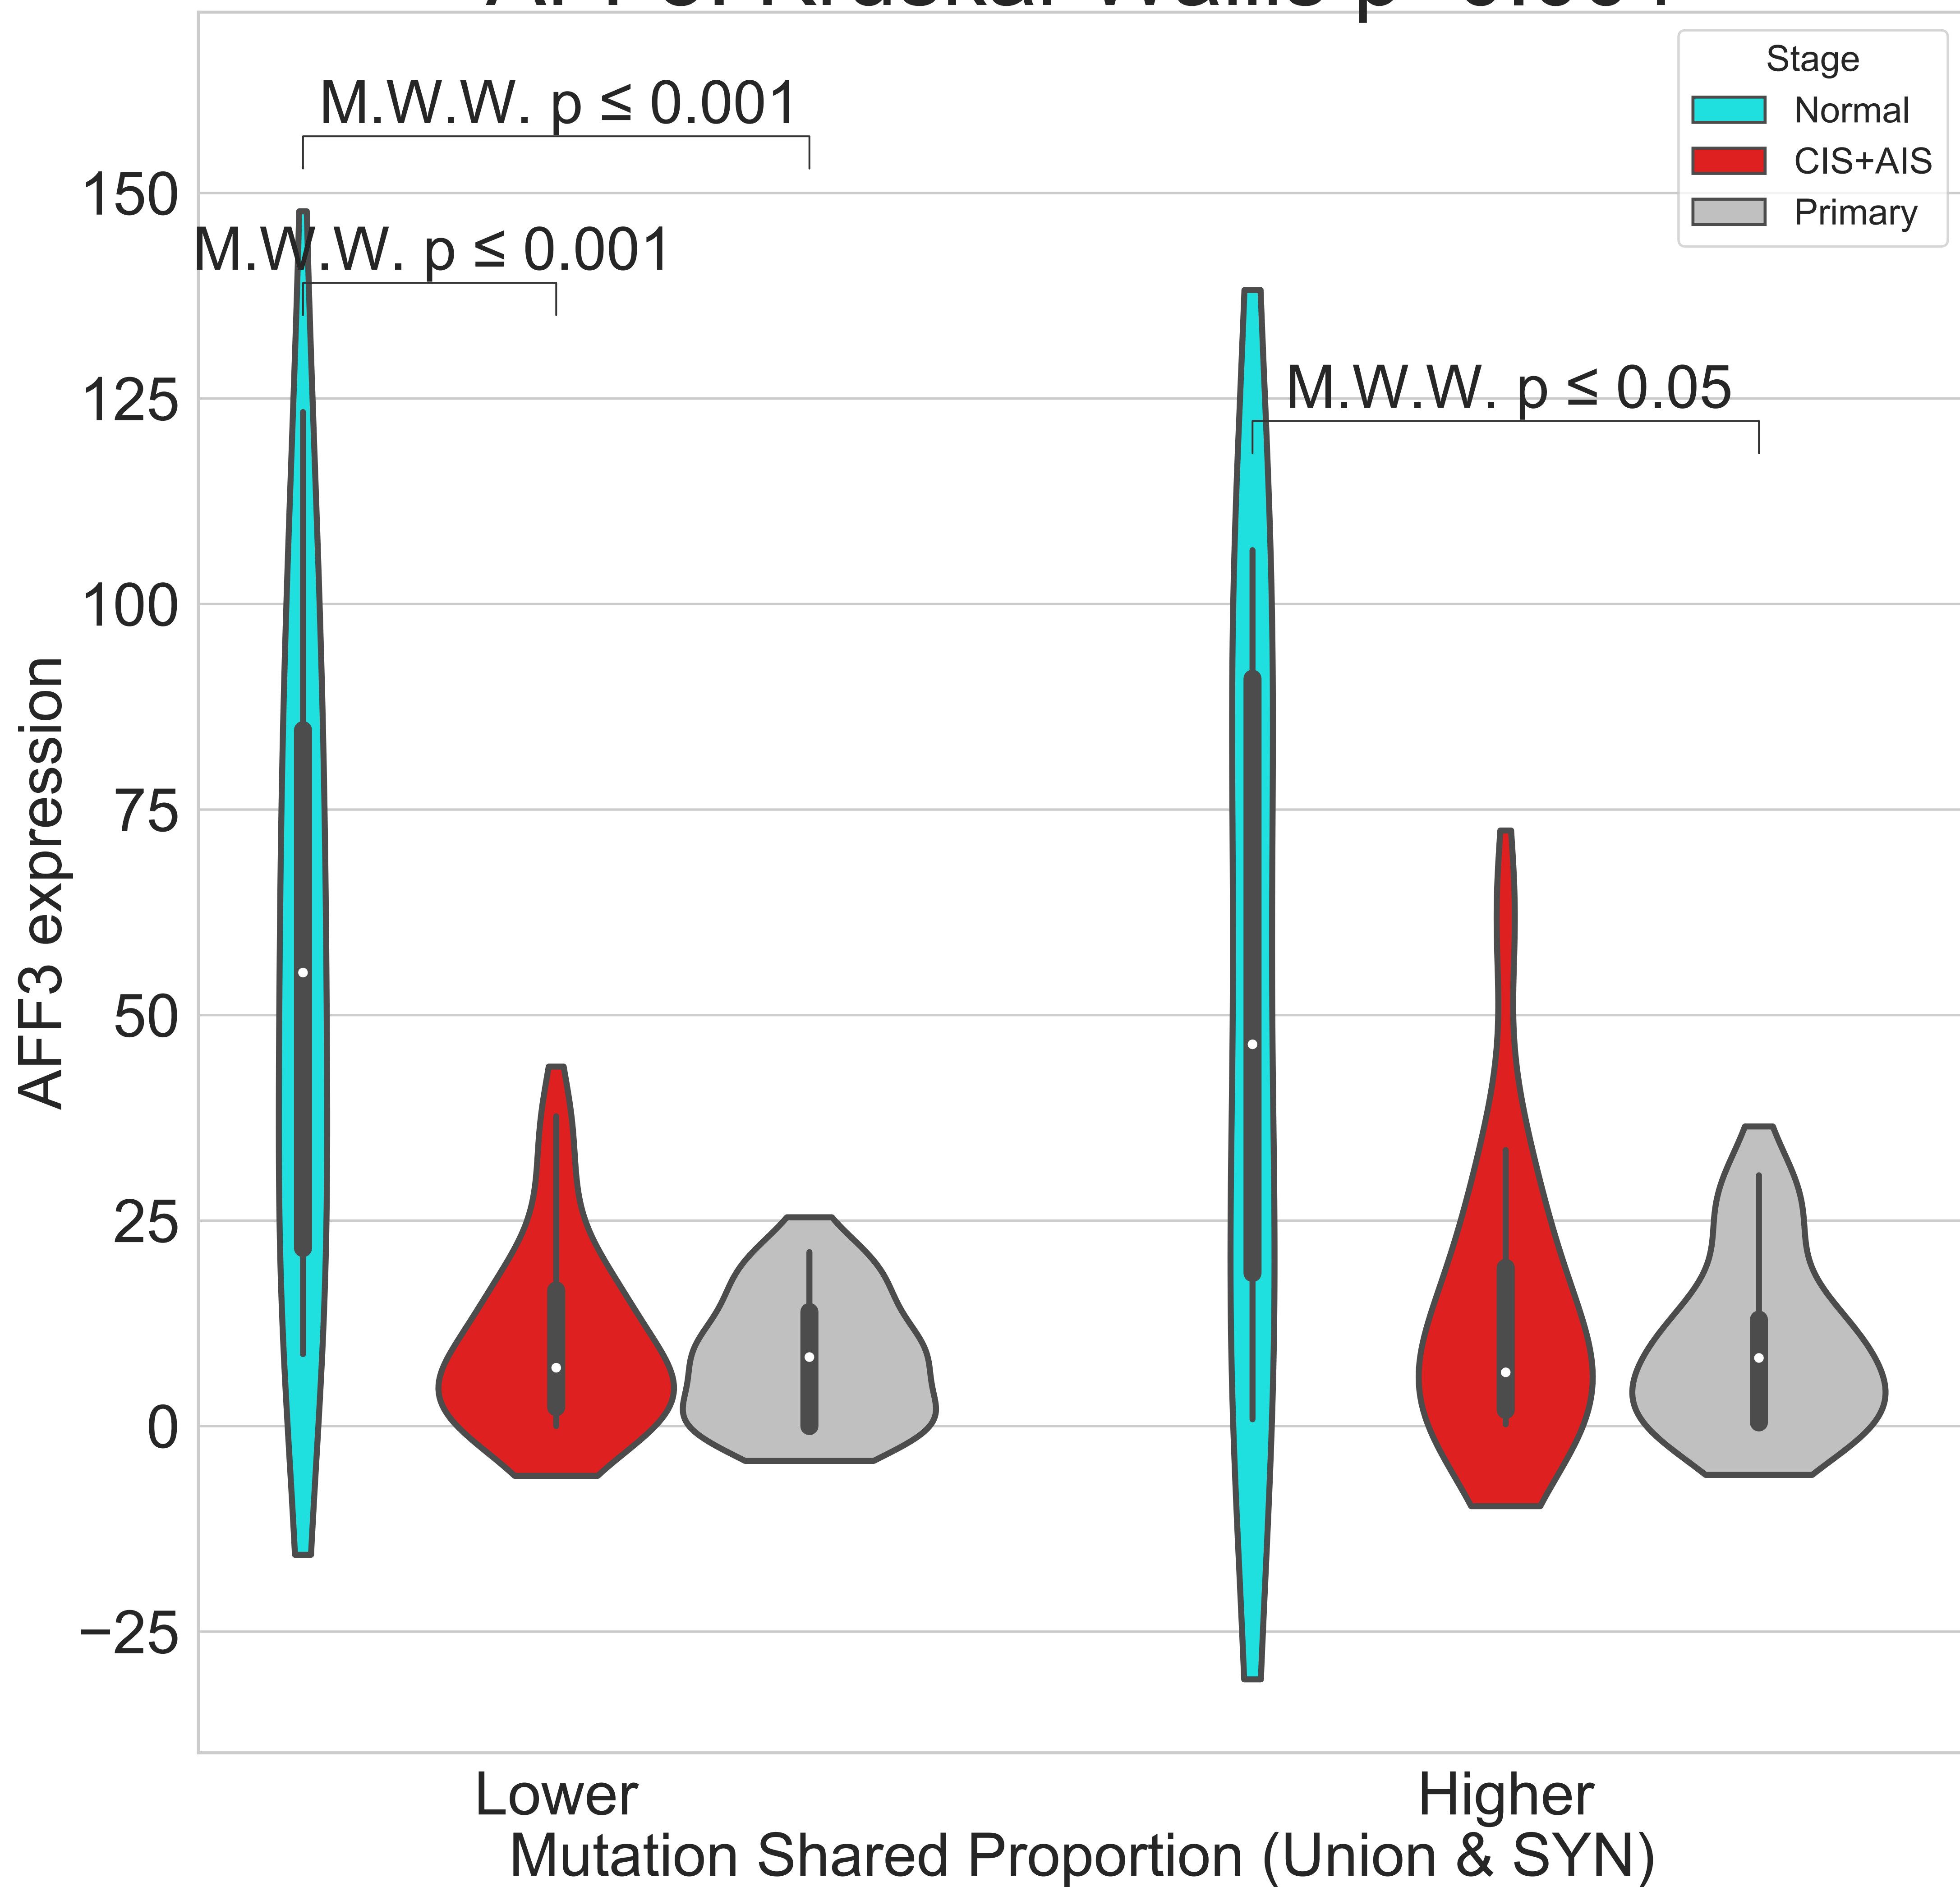 Stage
Normal
CIS+AIS
Primary
M.W.W. p ≤ 0.001
M.W.W. p ≤ 0.001
M.W.W. p ≤ 0.05
150
125
100
75
50
25
0
−25
AFF3 expression
Lower
Higher
Mutation Shared Proportion (Union & SYN)